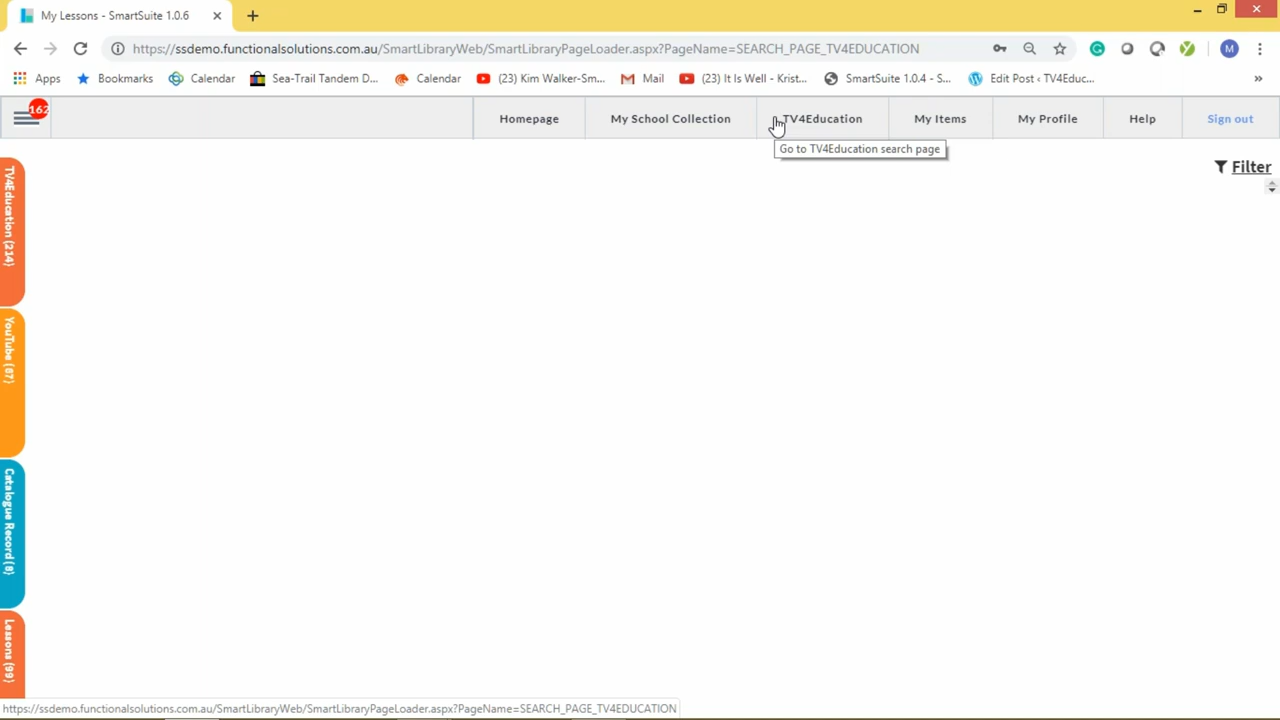 My Lessons - SmartSuite 1.0.6
https://ssdemo.functionalsolutions.com.au/SmartLibraryWeb/SmartLibraryPageLoader.aspx?PageName=SEARCH_PAGE_TV4EDUCATION
M
Apps Bookmarks Calendar Sea-Trail Tandem D... Calendar (23) Kim Walker-Sm... Mail (23) It Is Well - Krist... SmartSuite 1.0.4 - S... Edit Post ‹ TV4Educ... »
162
Homepage My School Collection TV4Education My Items My Profile Help Sign out
Go to TV4Education search page
Filter
TV4Education (214)
YouTube (67)
Catalogue Record (8)
Lessons (99)
https://ssdemo.functionalsolutions.com.au/SmartLibraryWeb/SmartLibraryPageLoader.aspx?PageName=SEARCH_PAGE_TV4EDUCATION